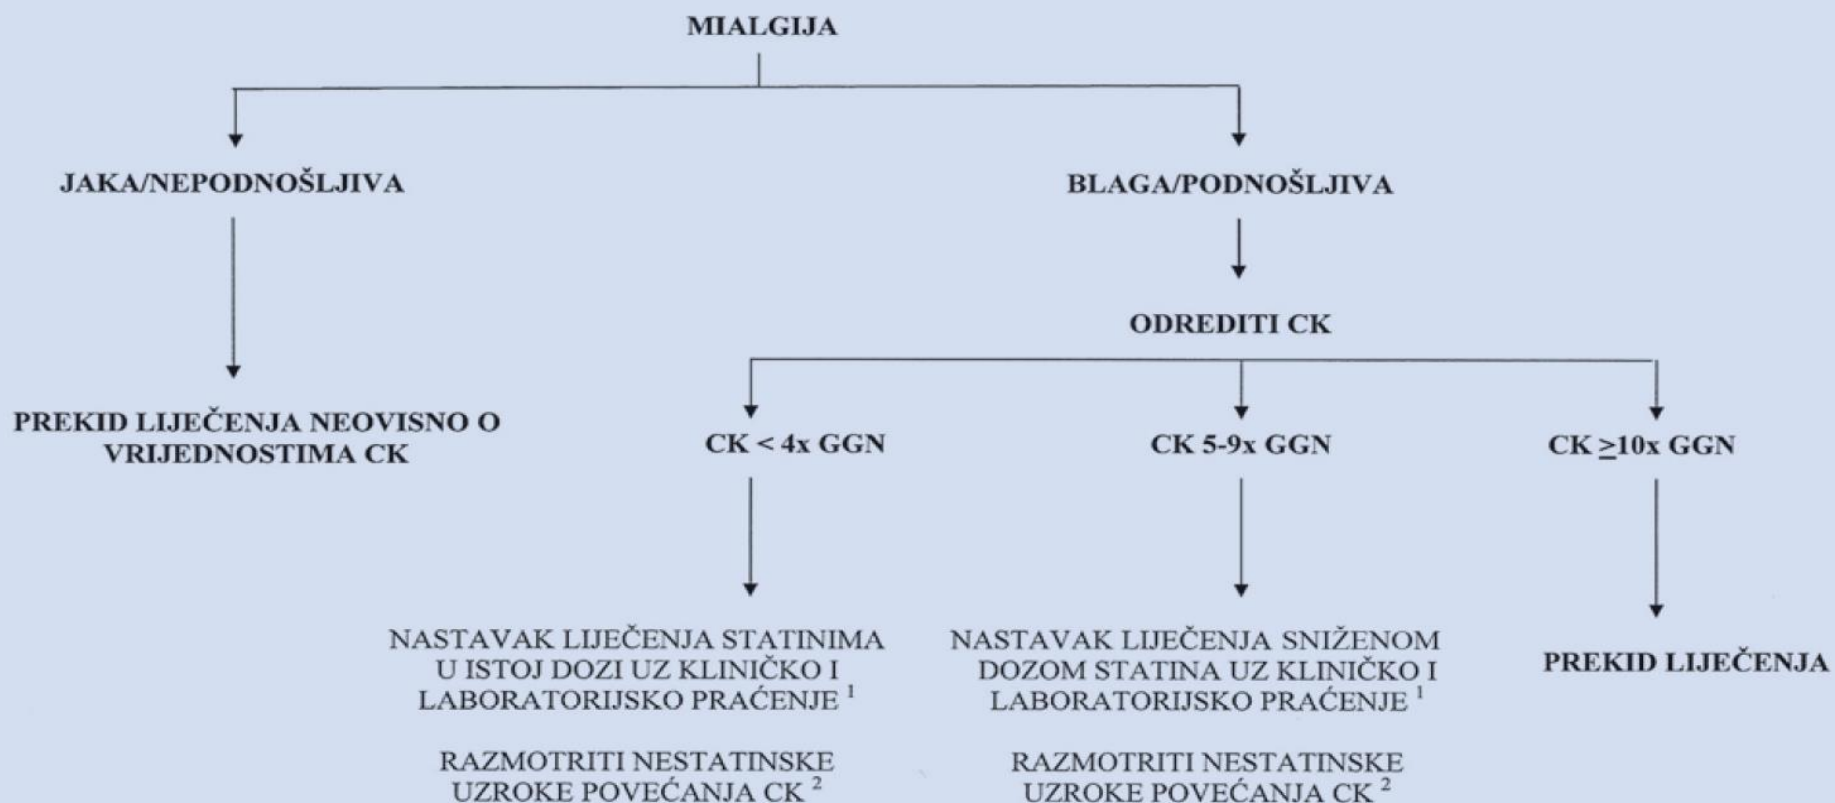 MIALGIJA
JAKA/NEPODNOŠLJIVA
BLAGA/PODNOŠLJIVA
ODREDITI CK
PREKID LIJEČENJA NEOVISNO O
VRIJEDNOSTIMA CK
CK < 4x GGN
CK 5-9x GGN
CK ≥10x GGN
NASTAVAK LIJEČENJA STATINIMA
U ISTOJ DOZI UZ KLINIČKO I
LABORATORIJSKO PRAĆENJE ¹
RAZMOTRITI NESTATINSKE
UZROKE POVEĆANJA CK ²
NASTAVAK LIJEČENJA SNIŽENOM
DOZOM STATINA UZ KLINIČKO I
LABORATORIJSKO PRAĆENJE ¹
RAZMOTRITI NESTATINSKE
UZROKE POVEĆANJA CK ²
PREKID LIJEČENJA